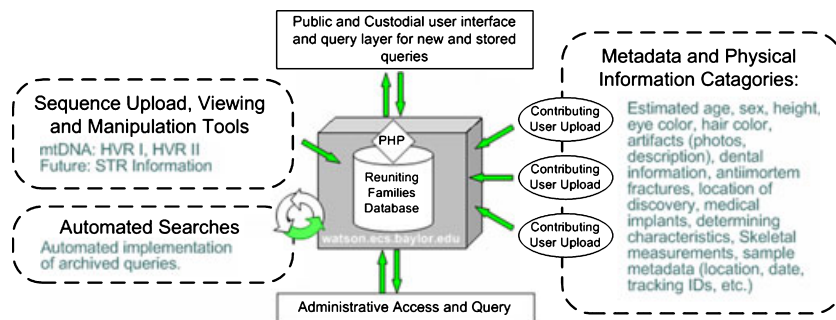 Public and Custodial user interface
and query layer for new and stored
queries
Sequence Upload, Viewing
and Manipulation Tools
mtDNA: HVR I, HVR II
Future: STR Information
Automated Searches
Automated implementation
of archived queries.
PHP
Reuniting
Families
Database
watson.ecs.baylor.edu
Administrative Access and Query
Contributing
User Upload
Contributing
User Upload
Contributing
User Upload
Metadata and Physical
Information Catagories:
Estimated age, sex, height,
eye color, hair color,
artifacts (photos,
description), dental
information, antiimortem
fractures, location of
discovery, medical
implants, determining
characteristics, Skeletal
measurements, sample
metadata (location, date,
tracking IDs, etc.)